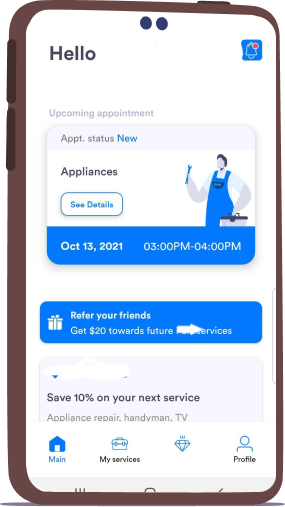 Hello
Upcoming appointment
Appt. status New
Appliances
See Details
Oct 13, 2021 03:00PM-04:00PM
Refer your friends
Get $20 towards future services
Save 10% on your next service
Appliance repair, handyman, TV
Main My services Profile